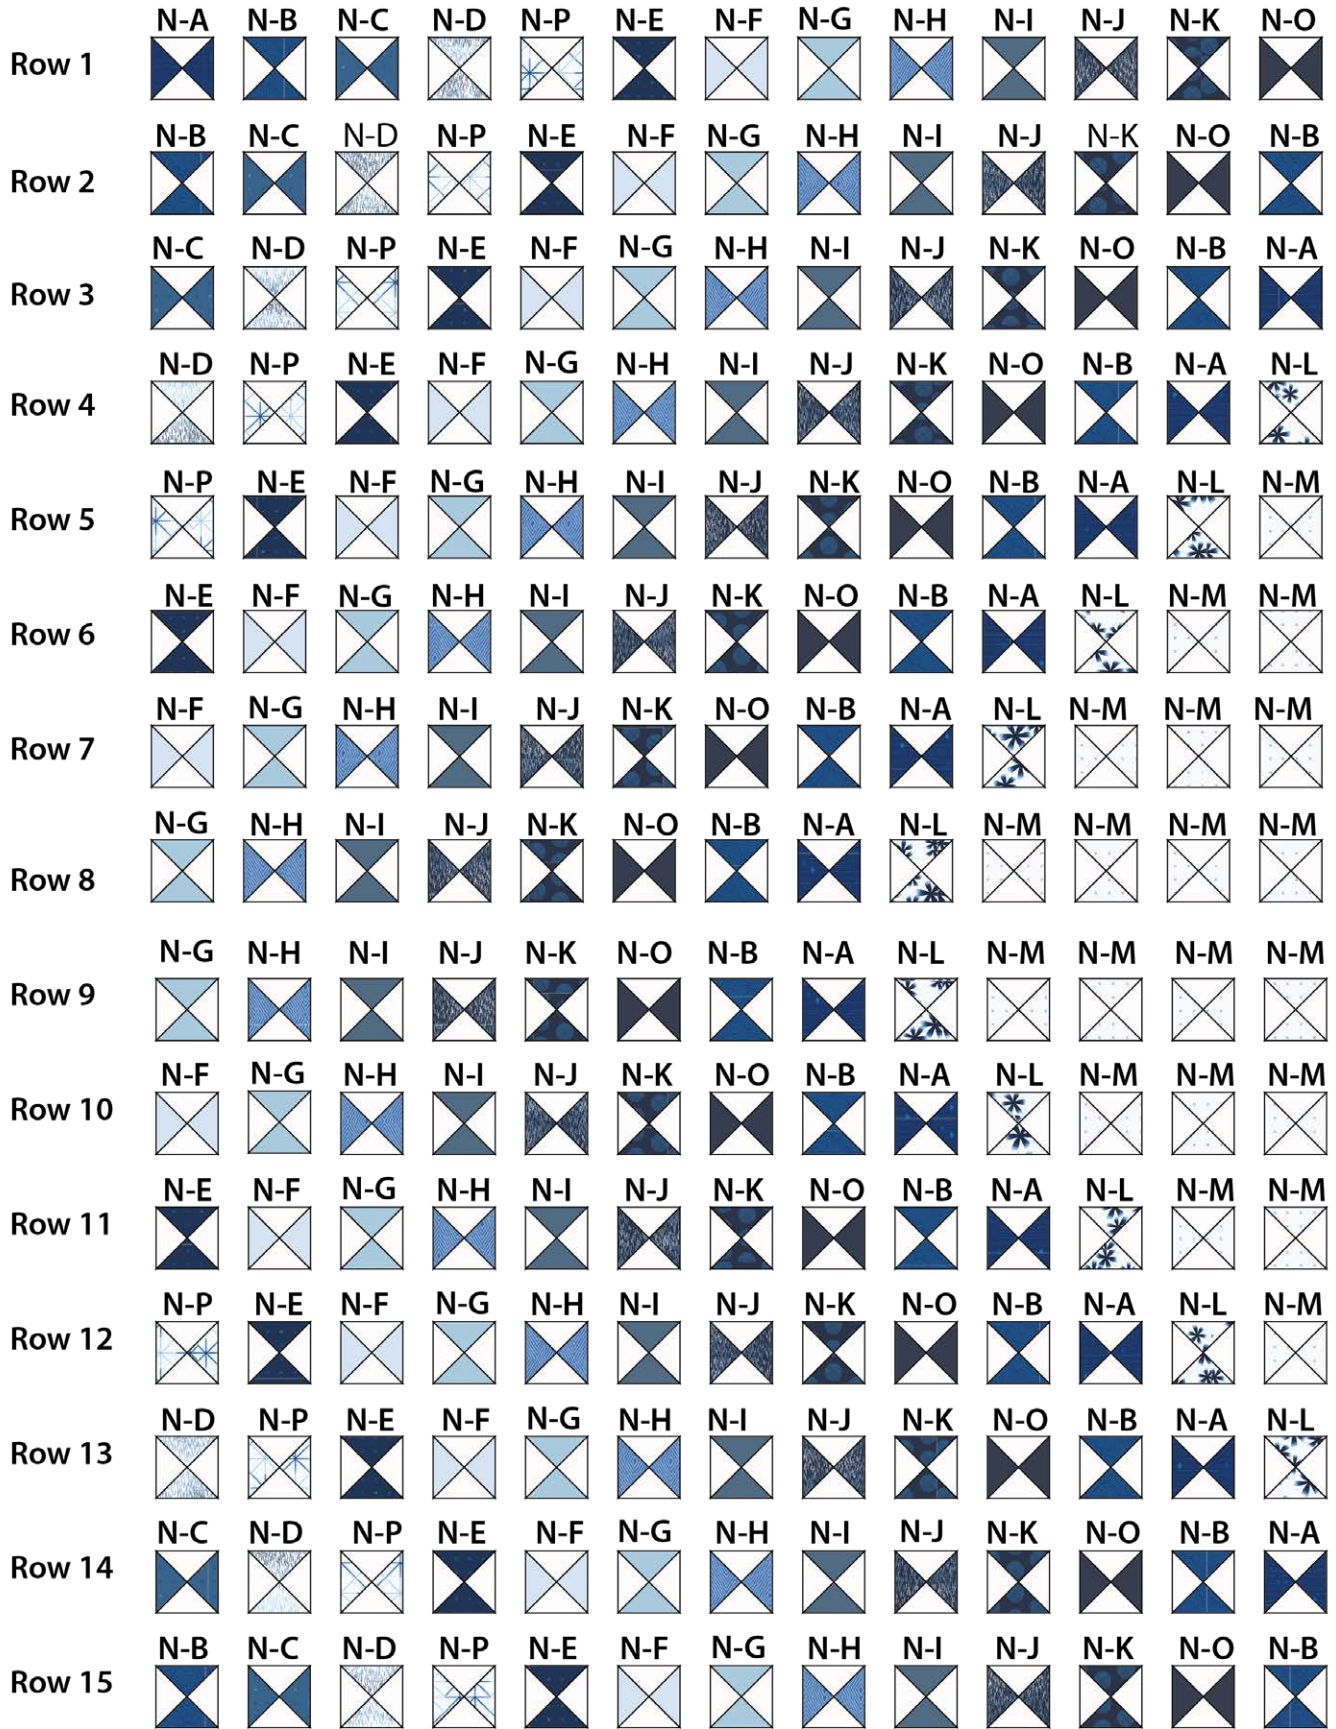 N-A N-B N-C N-D N-P N-E N-F N-G N-H N-I N-J N-K N-O
Row 1
N-B N-C N-D N-P N-E N-F N-G N-H N-I N-J N-K N-O N-B
Row 2
N-C N-D N-P N-E N-F N-G N-H N-I N-J N-K N-O N-B N-A
Row 3
N-D N-P N-E N-F N-G N-H N-I N-J N-K N-O N-B N-A N-L
Row 4
N-P N-E N-F N-G N-H N-I N-J N-K N-O N-B N-A N-L N-M
Row 5
N-E N-F N-G N-H N-I N-J N-K N-O N-B N-A N-L N-M N-M
Row 6
N-F N-G N-H N-I N-J N-K N-O N-B N-A N-L N-M N-M N-M
Row 7
N-G N-H N-I N-J N-K N-O N-B N-A N-L N-M N-M N-M N-M
Row 8
N-G N-H N-I N-J N-K N-O N-B N-A N-L N-M N-M N-M N-M
Row 9
N-F N-G N-H N-I N-J N-K N-O N-B N-A N-L N-M N-M N-M
Row 10
N-E N-F N-G N-H N-I N-J N-K N-O N-B N-A N-L N-M N-M
Row 11
N-P N-E N-F N-G N-H N-I N-J N-K N-O N-B N-A N-L N-M
Row 12
N-D N-P N-E N-F N-G N-H N-I N-J N-K N-O N-B N-A N-L
Row 13
N-C N-D N-P N-E N-F N-G N-H N-I N-J N-K N-O N-B N-A
Row 14
N-B N-C N-D N-P N-E N-F N-G N-H N-I N-J N-K N-O N-B
Row 15